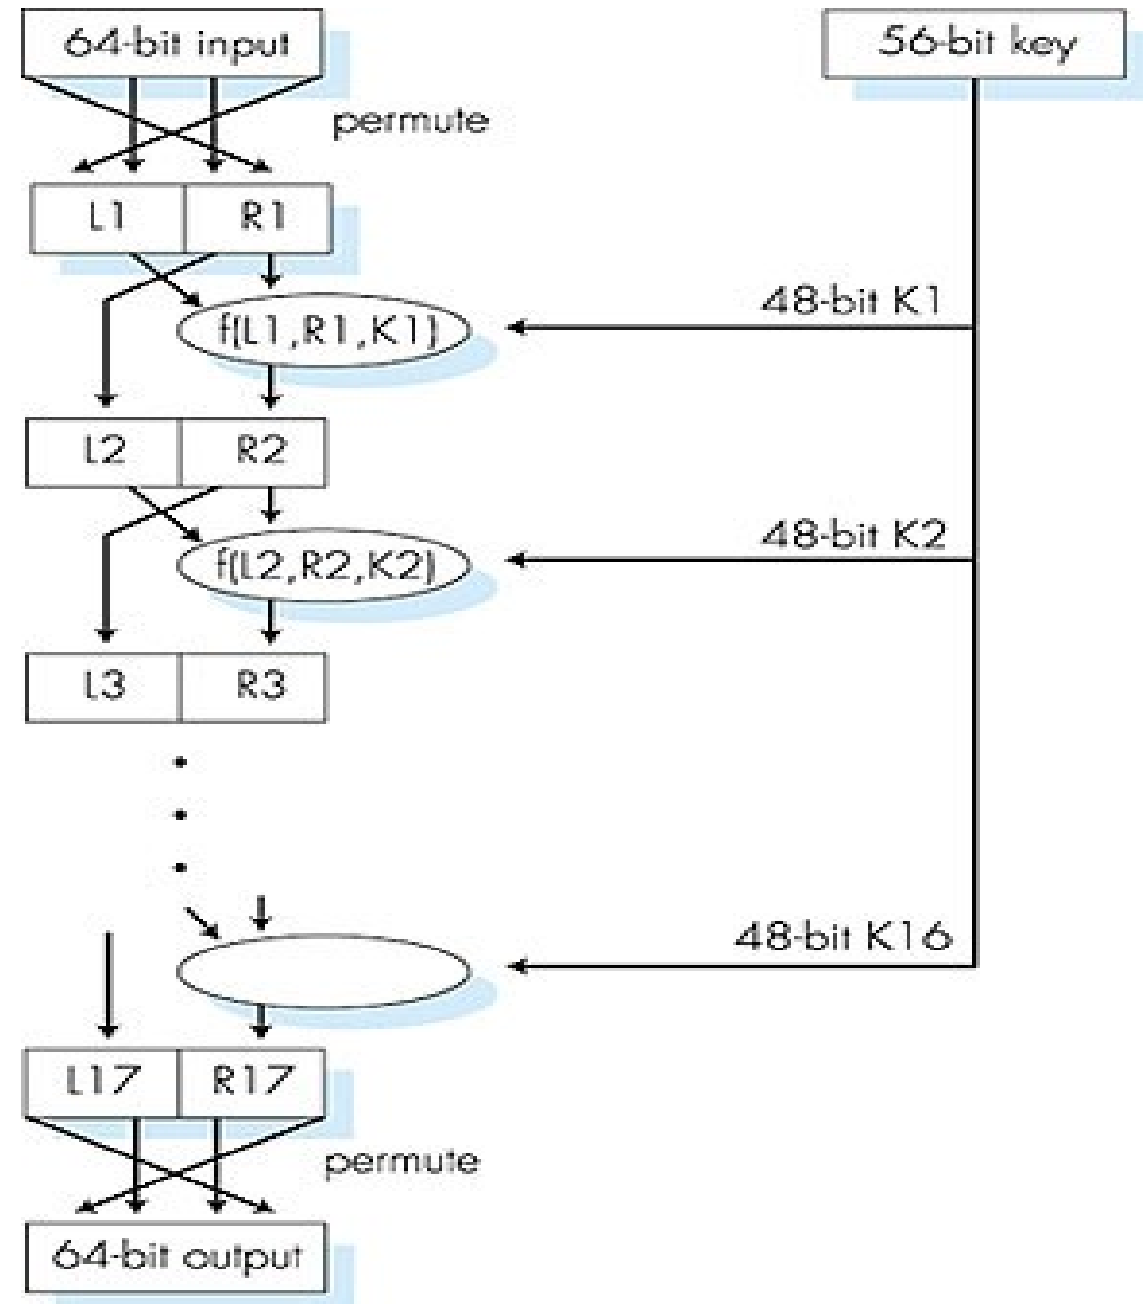 64-bit input
56-bit key
permute
L1 R1
48-bit K1
f(L1,R1,K1)
L2 R2
48-bit K2
f(L2,R2,K2)
L3 R3
48-bit K16
L17 R17
permute
64-bit output